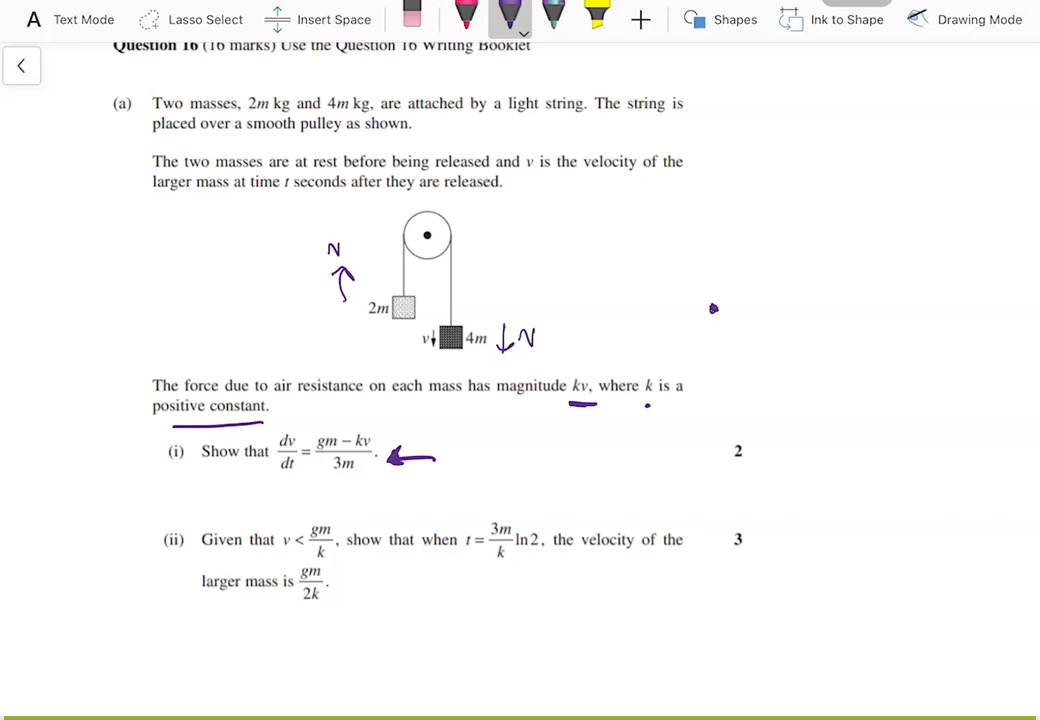 A Text Mode Lasso Select Insert Space Shapes Ink to Shape Drawing Mode
Question 16 (16 marks) Use the Question 16 Writing Booklet
(a) Two masses, 2m kg and 4m kg, are attached by a light string. The string is
placed over a smooth pulley as shown.
The two masses are at rest before being released and v is the velocity of the
larger mass at time t seconds after they are released.
N
2m
v 4m N
The force due to air resistance on each mass has magnitude kv, where k is a
positive constant.
(i) Show that dv/dt = gm – kv/3m. 2
(ii) Given that v < gm/k, show that when t = 3m/k ln 2, the velocity of the 3
larger mass is gm/2k.